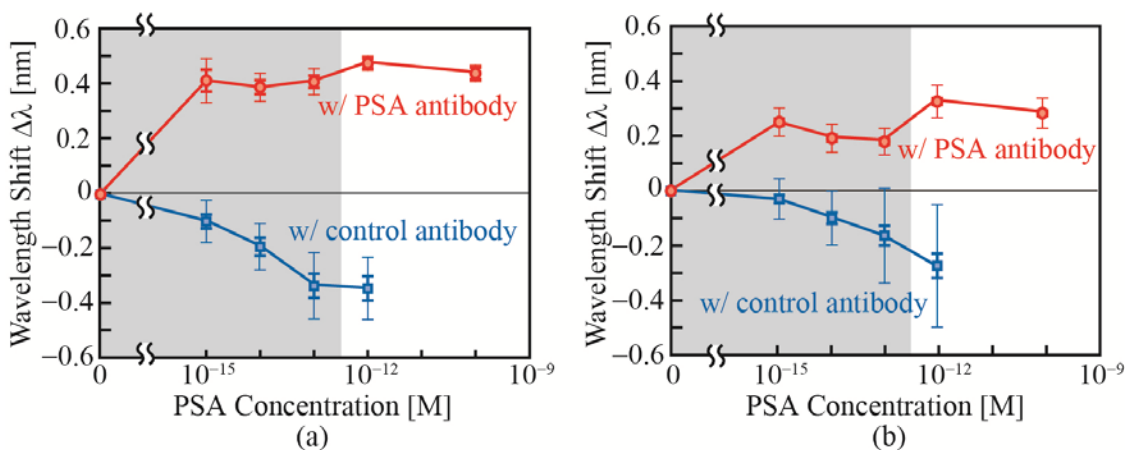 Wavelength Shift Δλ [nm]
0.6
0.4
0.2
0
−0.2
−0.4
−0.6
w/ PSA antibody
w/ control antibody
0
10⁻¹⁵
10⁻¹²
10⁻⁹
PSA Concentration [M]
(a)
Wavelength Shift Δλ [nm]
0.6
0.4
0.2
0
−0.2
−0.4
−0.6
w/ PSA antibody
w/ control antibody
0
10⁻¹⁵
10⁻¹²
10⁻⁹
PSA Concentration [M]
(b)